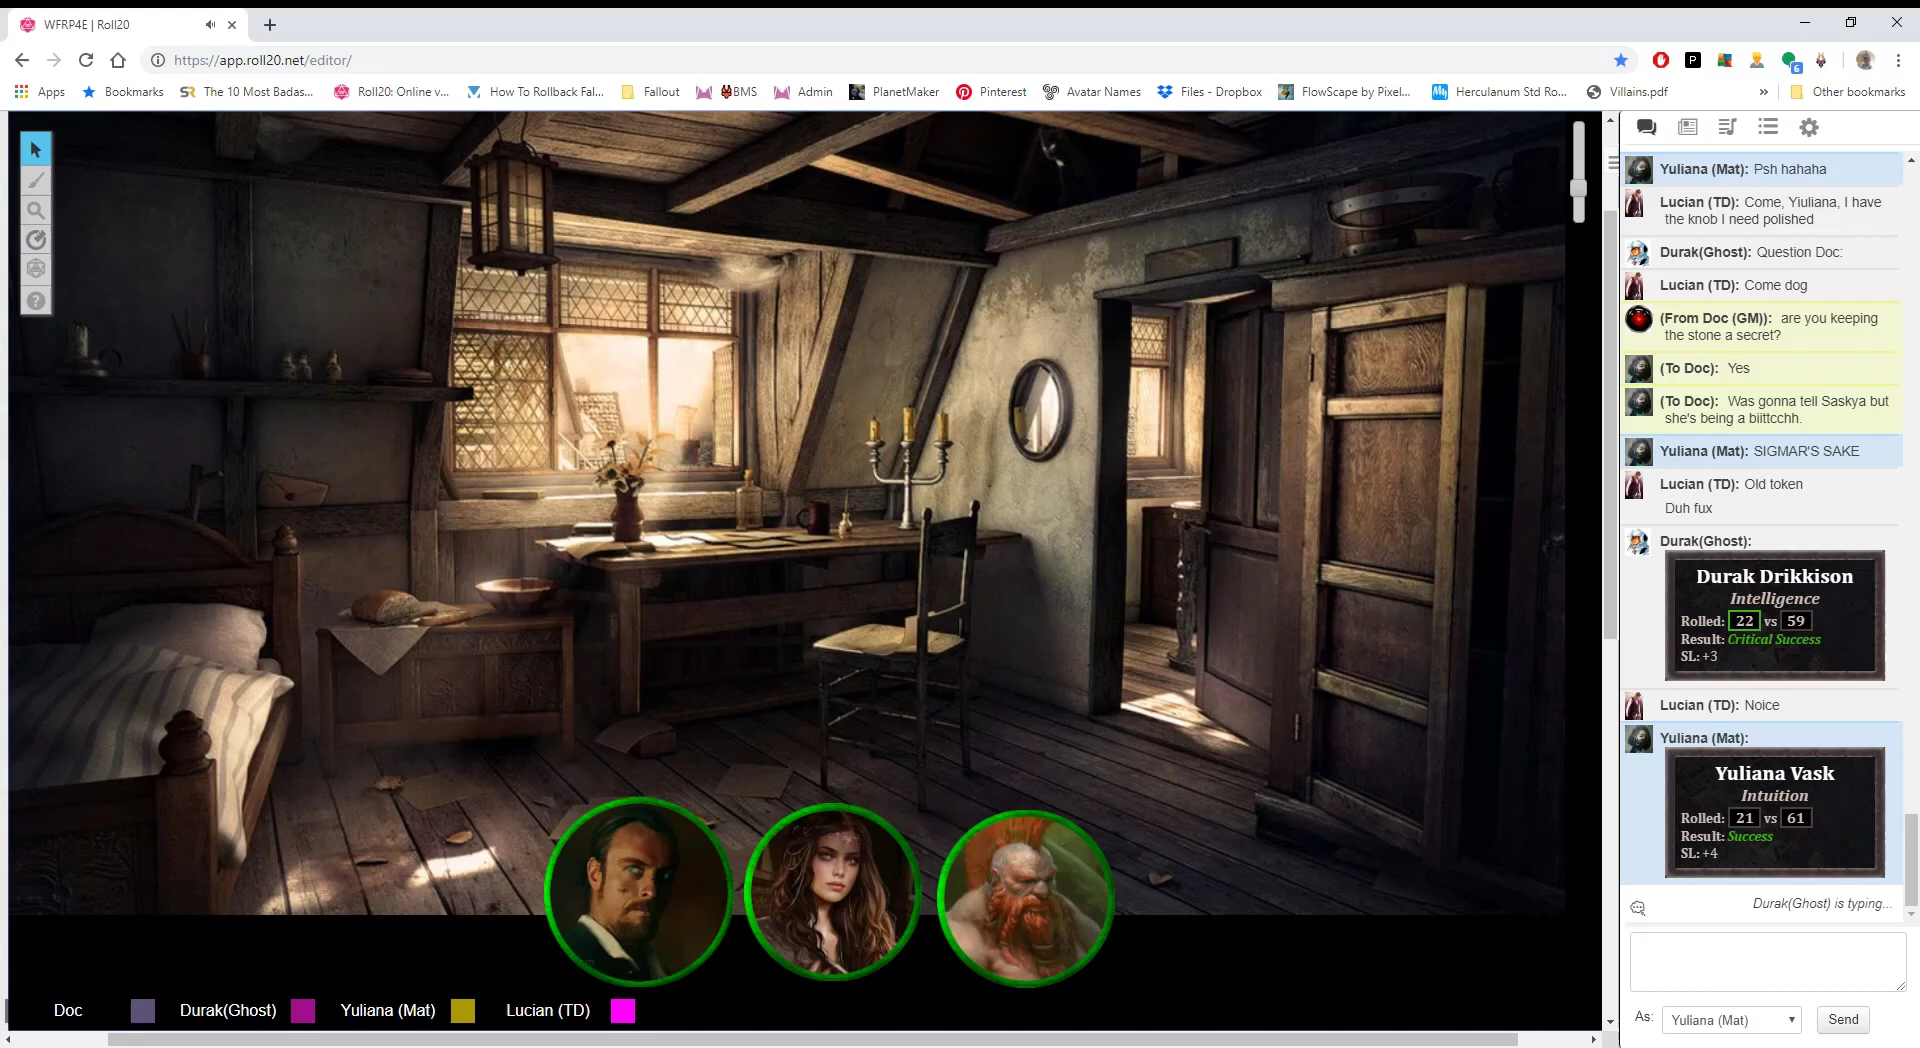 WFRP4E | Roll20
https://app.roll20.net/editor/
Apps Bookmarks The 10 Most Badas... Roll20: Online v... How To Rollback Fal... Fallout BMS Admin PlanetMaker Pinterest Avatar Names Files - Dropbox FlowScape by Pixel... Herculanum Std Ro... Villains.pdf » Other bookmarks
Yuliana (Mat): Psh hahaha
Lucian (TD): Come, Yiuliana, I have
the knob I need polished
Durak(Ghost): Question Doc:
Lucian (TD): Come dog
(From Doc (GM)): are you keeping
the stone a secret?
(To Doc): Yes
(To Doc): Was gonna tell Saskya but
she's being a biittcchh.
Yuliana (Mat): SIGMAR'S SAKE
Lucian (TD): Old token
Duh fux
Durak(Ghost):
Durak Drikkison
Intelligence
Rolled: 22 vs 59
Result: Critical Success
SL: +3
Lucian (TD): Noice
Yuliana (Mat):
Yuliana Vask
Intuition
Rolled: 21 vs 61
Result: Success
SL: +4
Durak(Ghost) is typing...
As: Yuliana (Mat) Send
Doc Durak(Ghost) Yuliana (Mat) Lucian (TD)